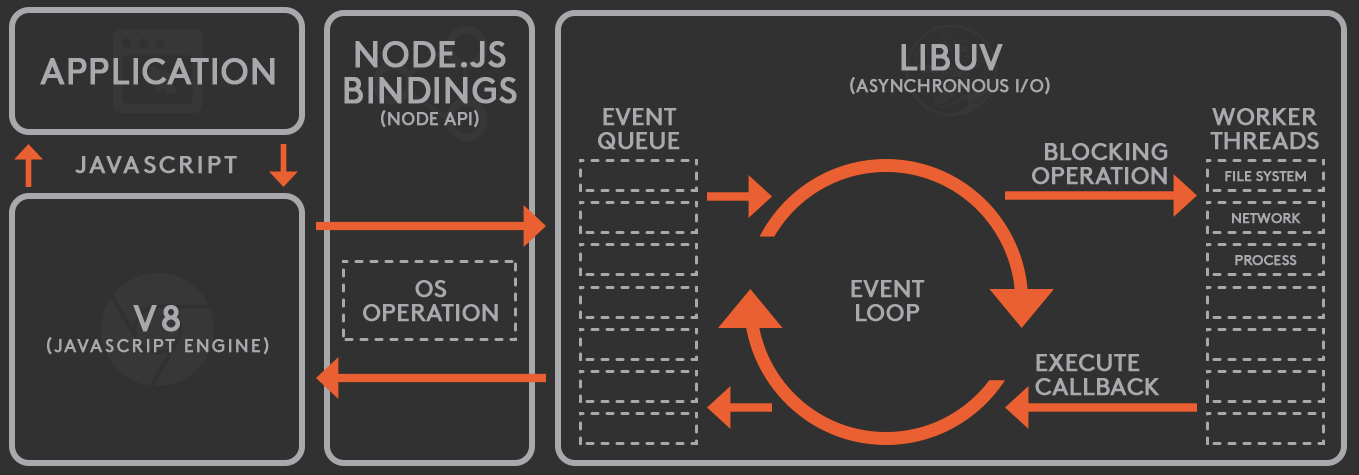 APPLICATION
JAVASCRIPT
V8
(JAVASCRIPT ENGINE)
NODE.JS
BINDINGS
(NODE API)
OS
OPERATION
LIBUV
(ASYNCHRONOUS I/O)
EVENT
QUEUE
EVENT
LOOP
BLOCKING
OPERATION
EXECUTE
CALLBACK
WORKER
THREADS
FILE SYSTEM
NETWORK
PROCESS